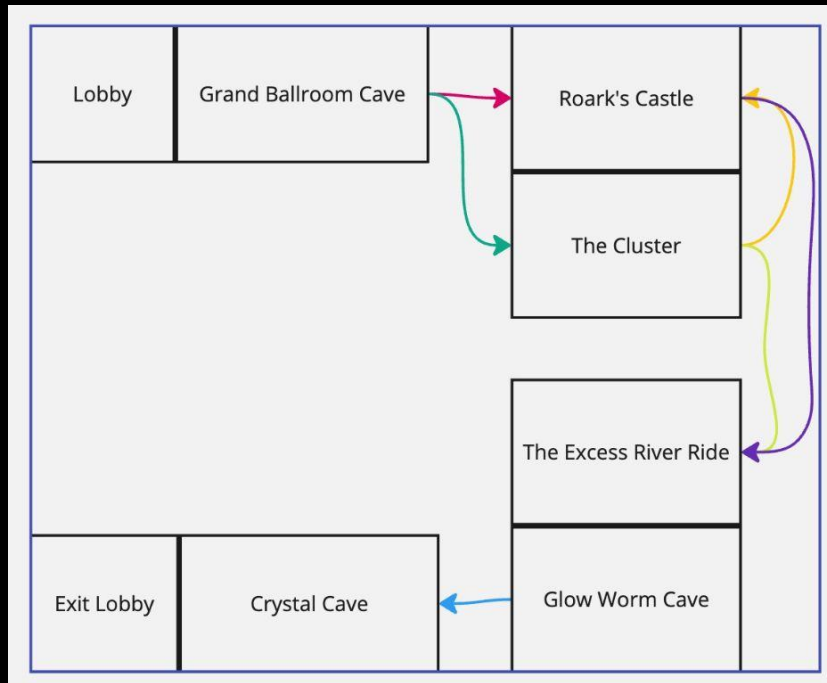 Lobby
Grand Ballroom Cave
Roark's Castle
The Cluster
The Excess River Ride
Exit Lobby
Crystal Cave
Glow Worm Cave